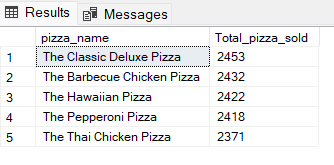 Results Messages
pizza_name Total_pizza_sold
1 The Classic Deluxe Pizza 2453
2 The Barbecue Chicken Pizza 2432
3 The Hawaiian Pizza 2422
4 The Pepperoni Pizza 2418
5 The Thai Chicken Pizza 2371